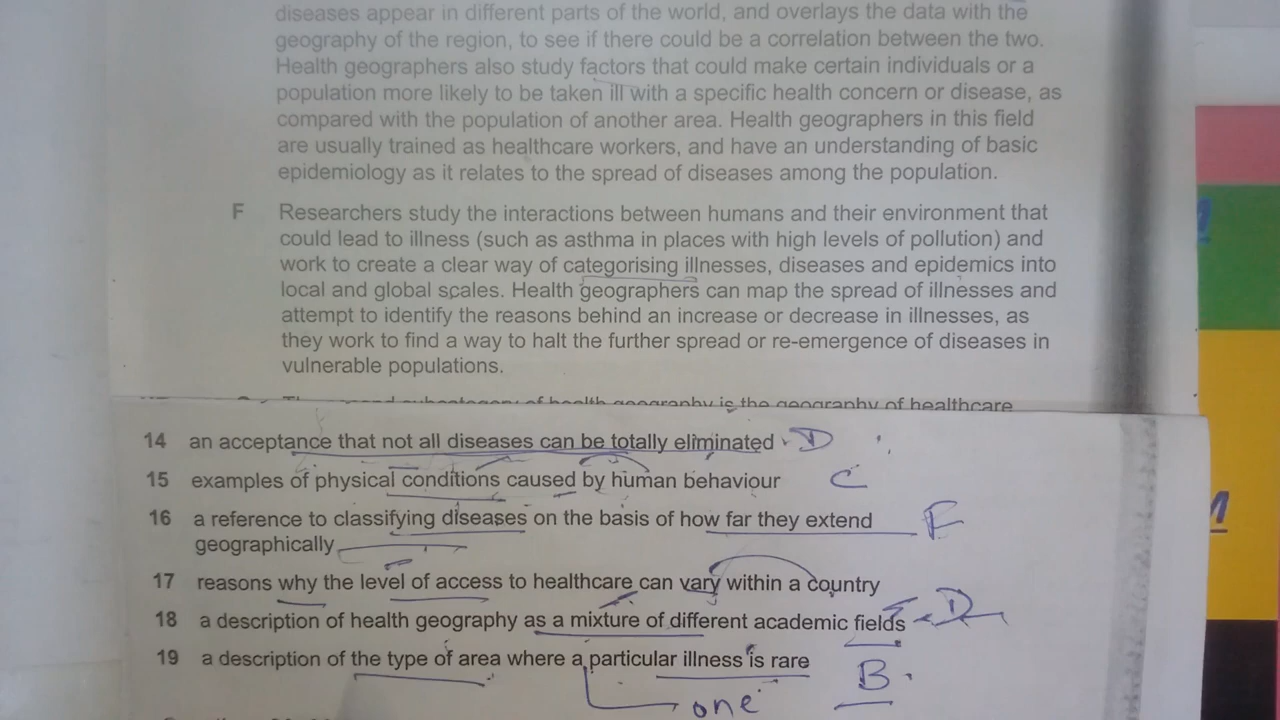 diseases appear in different parts of the world, and overlays the data with the
geography of the region, to see if there could be a correlation between the two.
Health geographers also study factors that could make certain individuals or a
population more likely to be taken ill with a specific health concern or disease, as
compared with the population of another area. Health geographers in this field
are usually trained as healthcare workers, and have an understanding of basic
epidemiology as it relates to the spread of diseases among the population.
F Researchers study the interactions between humans and their environment that
could lead to illness (such as asthma in places with high levels of pollution) and
work to create a clear way of categorising illnesses, diseases and epidemics into
local and global scales. Health geographers can map the spread of illnesses and
attempt to identify the reasons behind an increase or decrease in illnesses, as
they work to find a way to halt the further spread or re-emergence of diseases in
vulnerable populations.
subcategory of health geography is the geography of healthcare
14 an acceptance that not all diseases can be totally eliminated D
15 examples of physical conditions caused by human behaviour C
16 a reference to classifying diseases on the basis of how far they extend F
geographically
17 reasons why the level of access to healthcare can vary within a country
18 a description of health geography as a mixture of different academic fields D
19 a description of the type of area where a particular illness is rare B
one